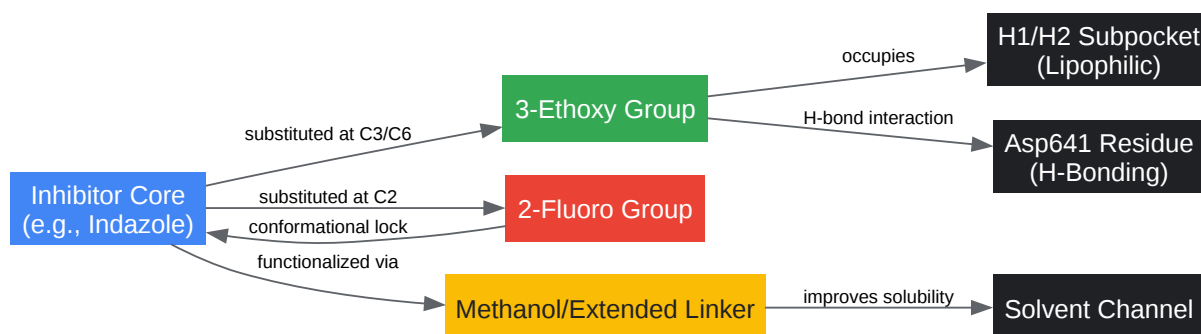 H1/H2 Subpocket
(Lipophilic)
occupies
3-Ethoxy Group
H-bond interaction
substituted at C3/C6
Asp641 Residue
(H-Bonding)
Inhibitor Core
(e.g., Indazole)
substituted at C2
2-Fluoro Group
conformational lock
functionalized via
Methanol/Extended Linker
improves solubility
Solvent Channel